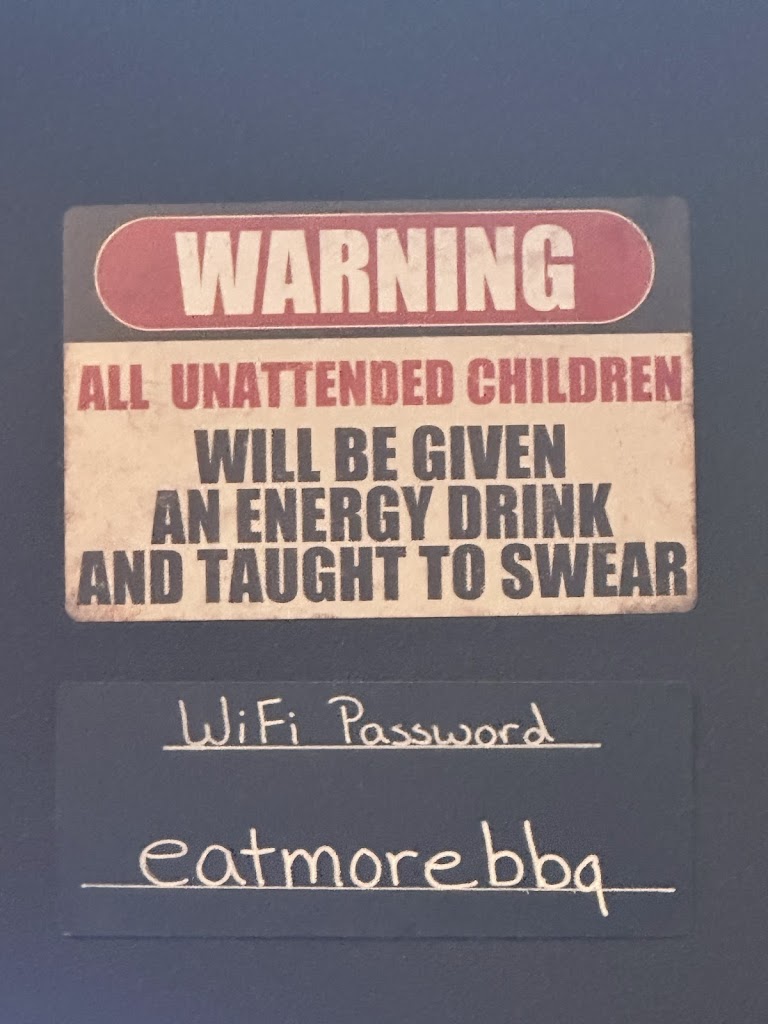 WARNING
ALL UNATTENDED CHILDREN
WILL BE GIVEN
AN ENERGY DRINK
AND TAUGHT TO SWEAR
WiFi Password
eatmorebbq